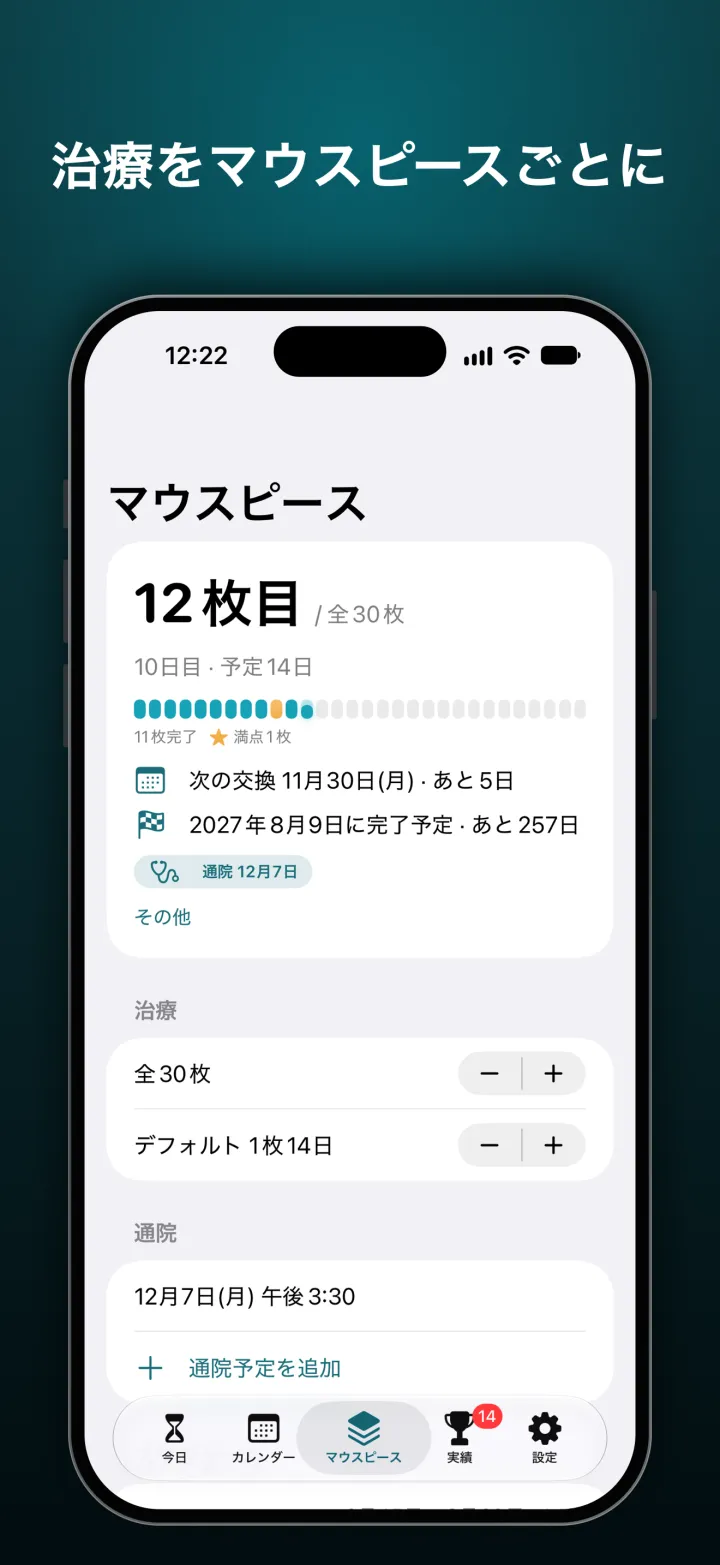 治療をマウスピースごとに
12:22
マウスピース
12枚目 / 全30枚
10日目 · 予定14日
11枚完了 満点1枚
次の交換 11月30日(月) · あと5日
2027年8月9日に完了予定 · あと257日
通院 12月7日
その他
治療
全30枚
デフォルト 1枚14日
通院
12月7日(月) 午後3:30
通院予定を追加
14
今日 カレンダー マウスピース 実績 設定